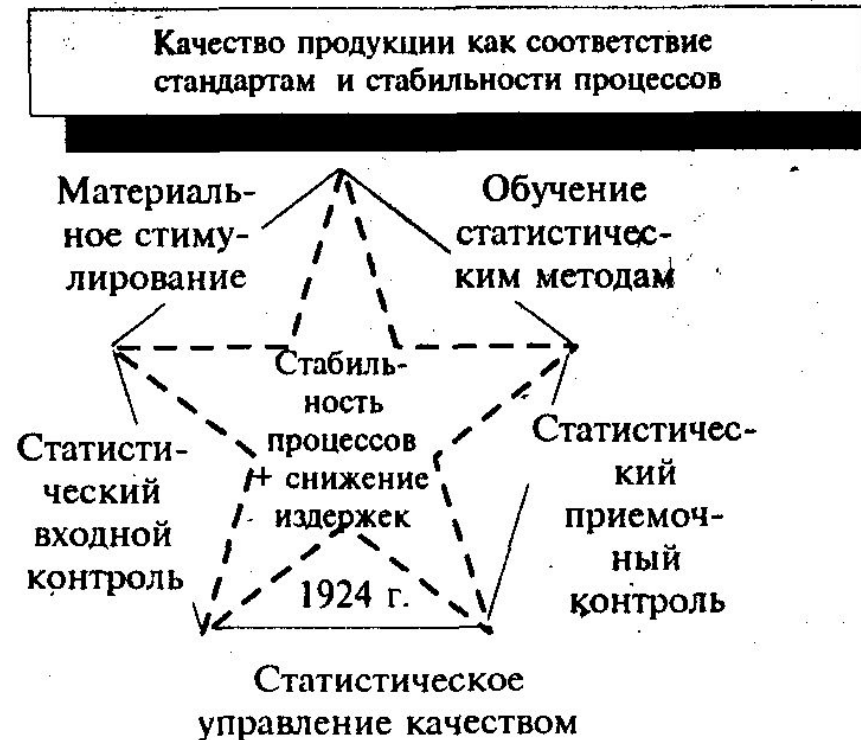 Качество продукции как соответствие
стандартам и стабильности процессов
Материаль-
ное стиму-
лирование
Обучение
статистичес-
ким методам
Стабиль-
ность
процессов
+ снижение
издержек
Статисти-
ческий
входной
контроль
Статистичес-
кий
приемоч-
ный
контроль
1924 г.
Статистическое
управление качеством